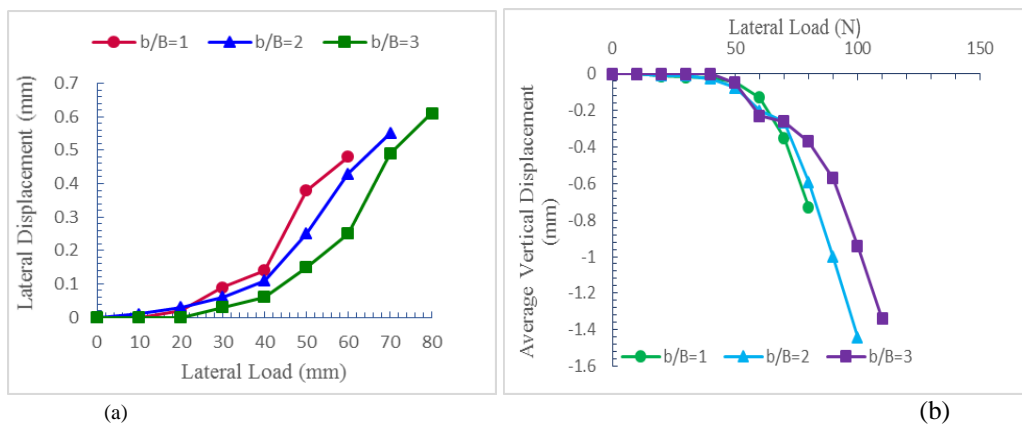 b/B=1 b/B=2 b/B=3
0.7
0.6
0.5
0.4
0.3
0.2
0.1
0
Lateral Displacement (mm)
0 10 20 30 40 50 60 70 80
Lateral Load (mm)
(a)
Lateral Load (N)
0 50 100 150
0
-0.2
-0.4
-0.6
-0.8
-1
-1.2
-1.4
-1.6
Average Vertical Displacement
(mm)
b/B=1 b/B=2 b/B=3
(b)